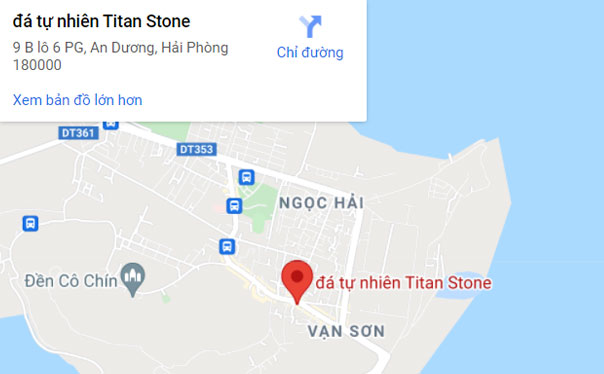 đá tự nhiên Titan Stone
9 B lô 6 PG, An Dương, Hải Phòng
180000
Chỉ đường
Xem bản đồ lớn hơn
DT361
DT353
NGỌC HẢI
Đền Cô Chín
đá tự nhiên Titan Stone
VẠN SƠN